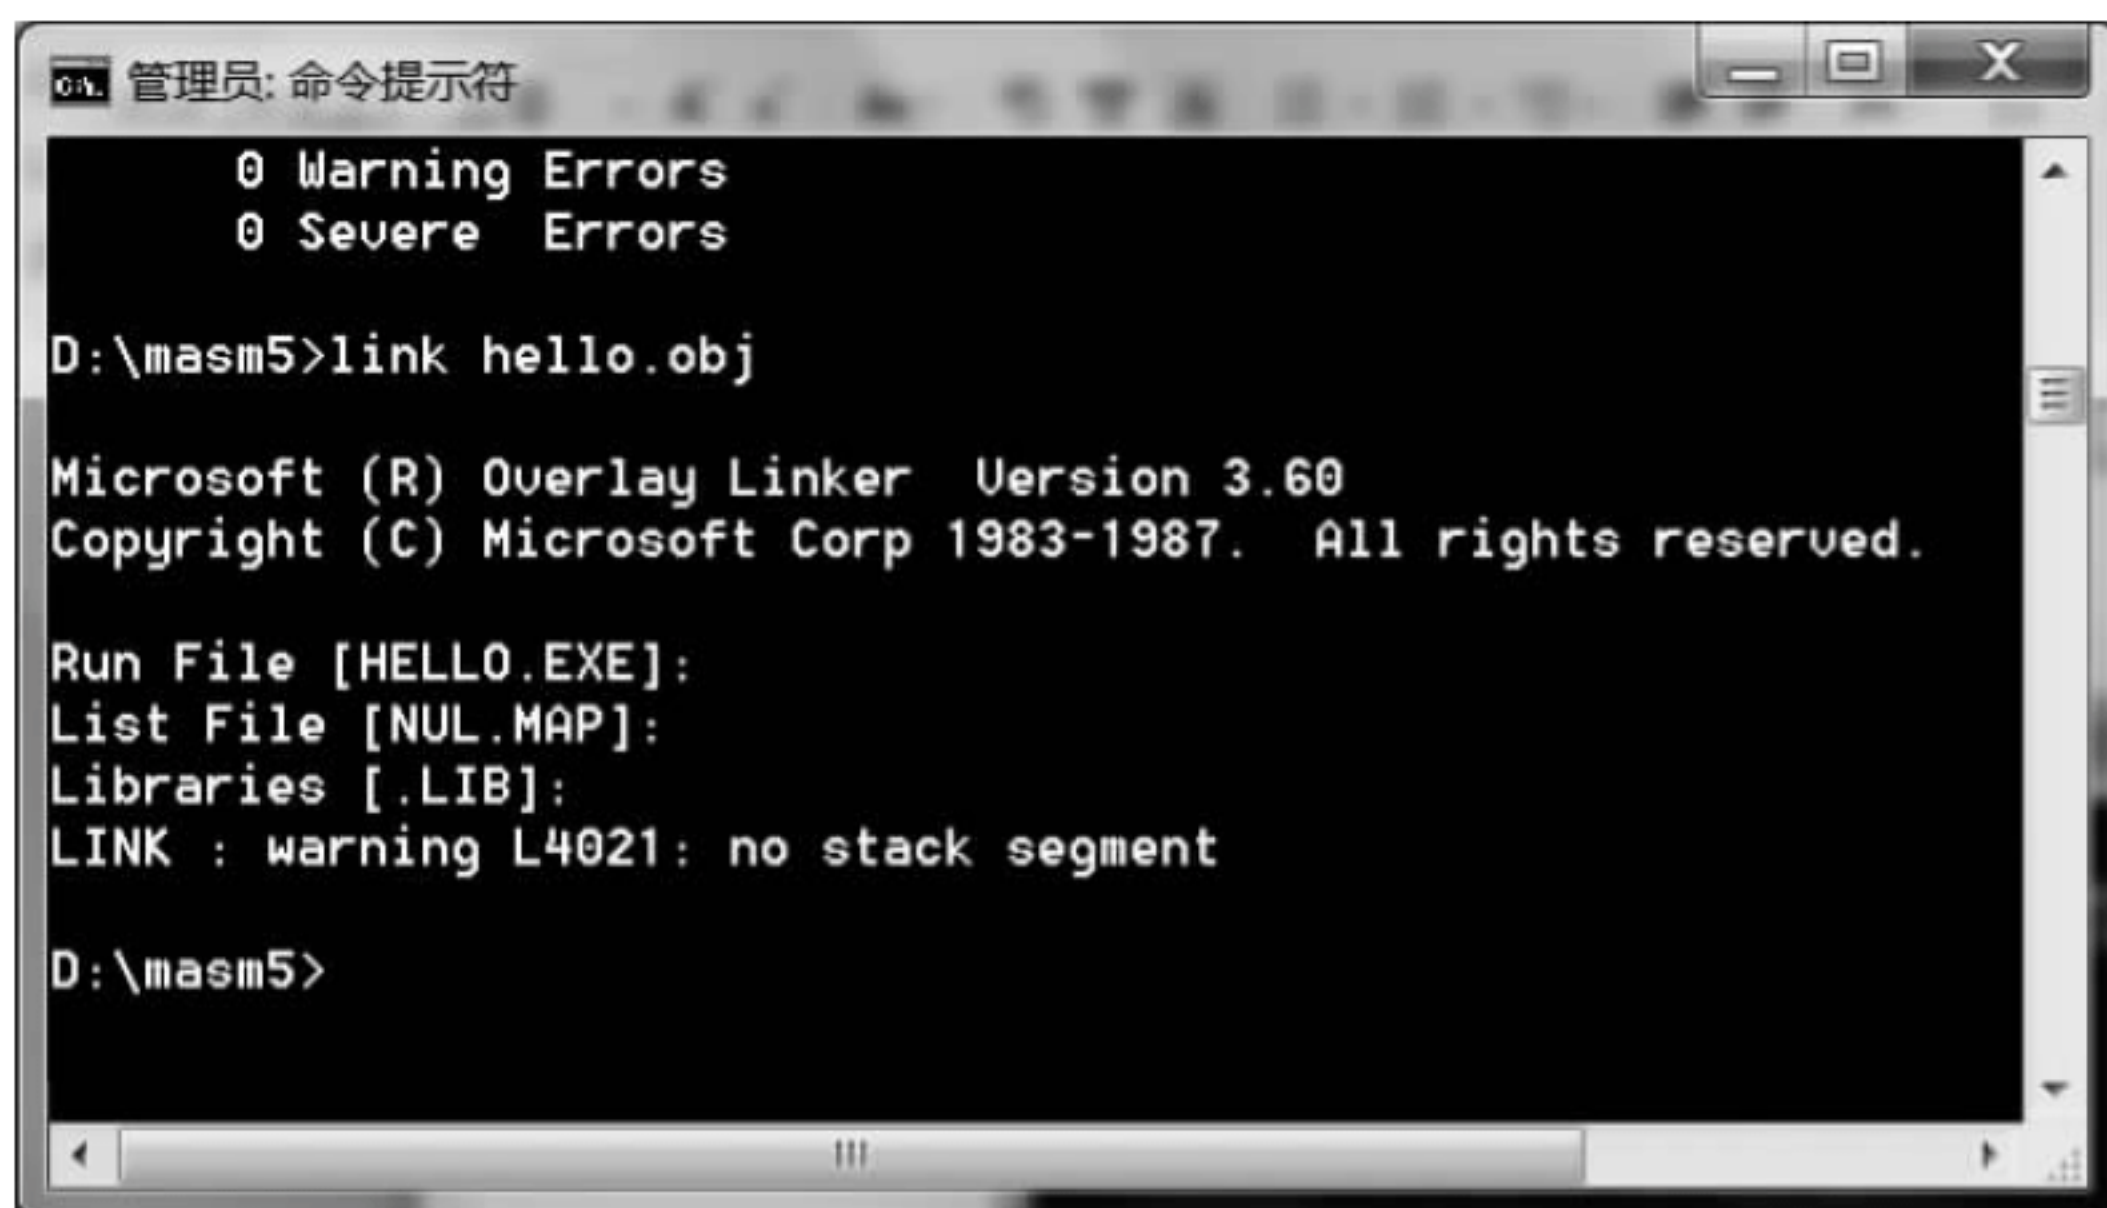 管理员: 命令提示符
0 Warning Errors
0 Severe  Errors
D:\masm5>link hello.obj
Microsoft (R) Overlay Linker  Version 3.60
Copyright (C) Microsoft Corp 1983-1987.  All rights reserved.
Run File [HELLO.EXE]:
List File [NUL.MAP]:
Libraries [.LIB]:
LINK : warning L4021: no stack segment
D:\masm5>